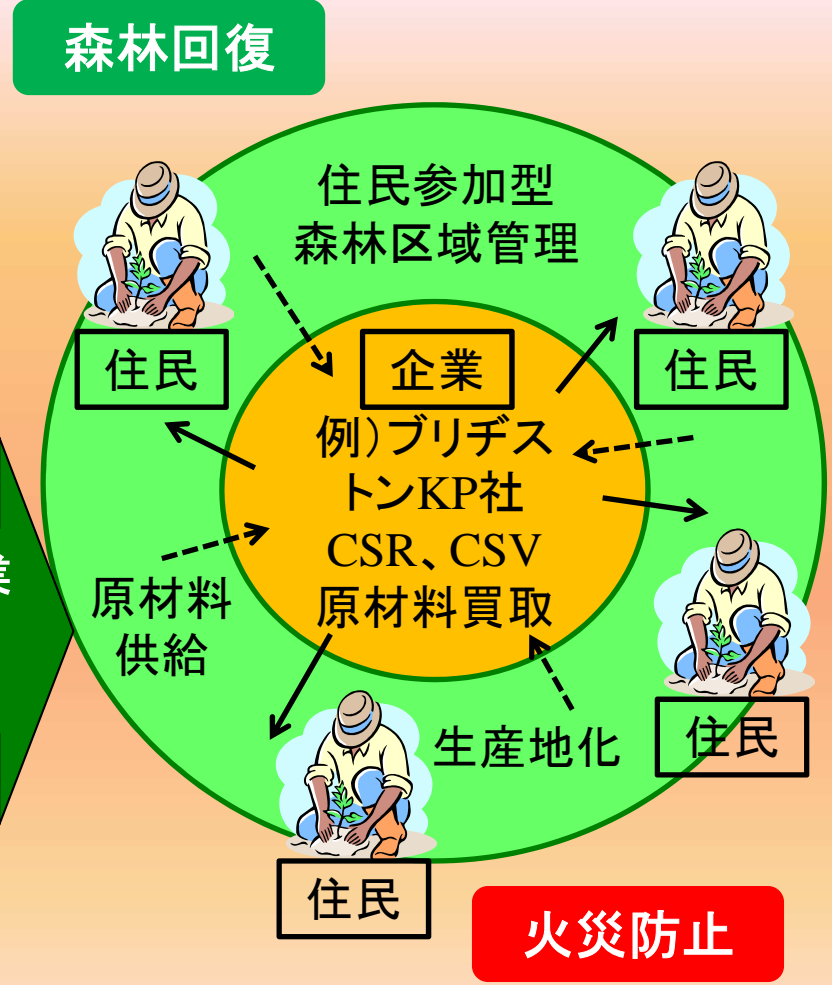 森林回復
住民参加型
森林区域管理
住民
企業
住民
例）ブリヂス
トンKP社
CSR、CSV
原材料買取
業
原材料
供給
生産地化
住民
住民
火災防止